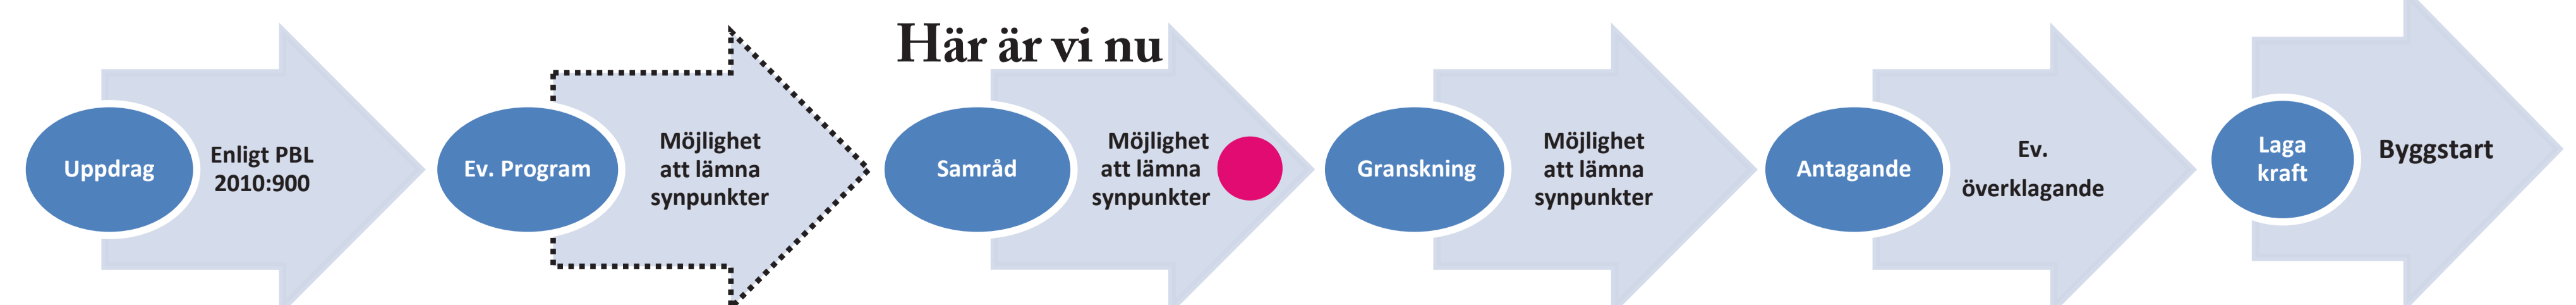 Här är vi nu
Uppdrag
Enligt PBL
2010:900
Ev. Program
Möjlighet
att lämna
synpunkter
Samråd
Möjlighet
att lämna
synpunkter
Granskning
Möjlighet
att lämna
synpunkter
Antagande
Ev.
överklagande
Laga
kraft
Byggstart